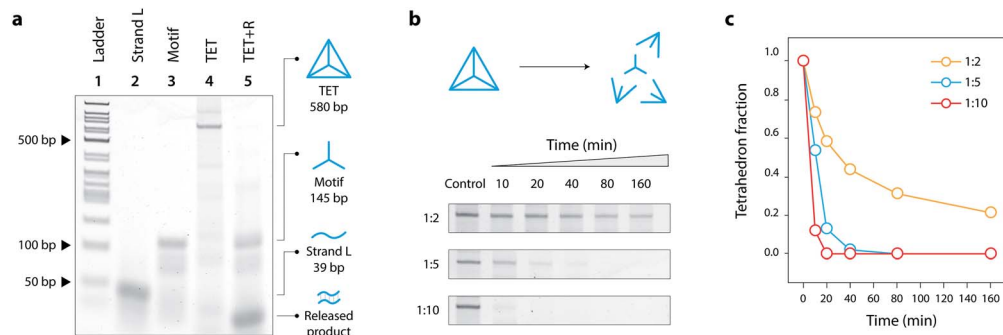 a
Ladder
Strand L
Motif
TET
TET+R
1 2 3 4 5
500 bp
100 bp
50 bp
TET
580 bp
Motif
145 bp
Strand L
39 bp
Released
product
b
Time (min)
Control 10 20 40 80 160
1:2
1:5
1:10
c
Tetrahedron fraction
1.0
0.8
0.6
0.4
0.2
0.0
1:2
1:5
1:10
0 20 40 60 80 100 120 140 160
Time (min)